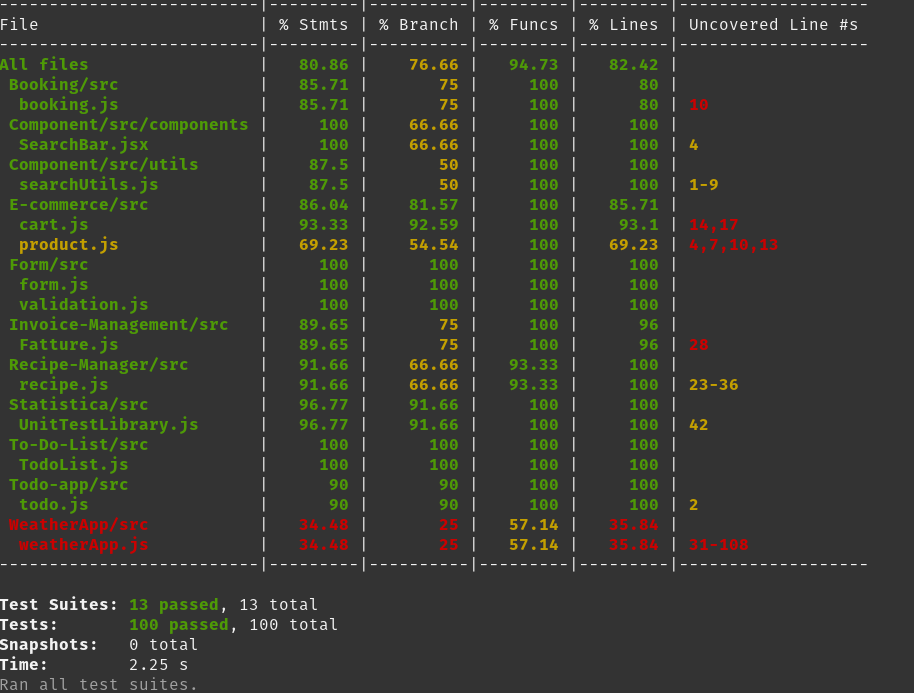 ---------------------------|---------|----------|---------|---------|-------------------
File                       | % Stmts | % Branch | % Funcs | % Lines | Uncovered Line #s
---------------------------|---------|----------|---------|---------|-------------------
All files                  |   80.86 |    76.66 |   94.73 |   82.42 |
 Booking/src               |   85.71 |       75 |     100 |      80 |
  booking.js               |   85.71 |       75 |     100 |      80 | 10
 Component/src/components  |     100 |    66.66 |     100 |     100 |
  SearchBar.jsx            |     100 |    66.66 |     100 |     100 | 4
 Component/src/utils       |    87.5 |       50 |     100 |     100 |
  searchUtils.js           |    87.5 |       50 |     100 |     100 | 1-9
 E-commerce/src            |   86.04 |    81.57 |     100 |   85.71 |
  cart.js                  |   93.33 |    92.59 |     100 |    93.1 | 14,17
  product.js               |   69.23 |    54.54 |     100 |   69.23 | 4,7,10,13
 Form/src                  |     100 |      100 |     100 |     100 |
  form.js                  |     100 |      100 |     100 |     100 |
  validation.js            |     100 |      100 |     100 |     100 |
 Invoice-Management/src    |   89.65 |       75 |     100 |      96 |
  Fatture.js               |   89.65 |       75 |     100 |      96 | 28
 Recipe-Manager/src        |   91.66 |    66.66 |   93.33 |     100 |
  recipe.js                |   91.66 |    66.66 |   93.33 |     100 | 23-36
 Statistica/src            |   96.77 |    91.66 |     100 |     100 |
  UnitTestLibrary.js       |   96.77 |    91.66 |     100 |     100 | 42
 To-Do-List/src            |     100 |      100 |     100 |     100 |
  TodoList.js              |     100 |      100 |     100 |     100 |
 Todo-app/src              |      90 |       90 |     100 |     100 |
  todo.js                  |      90 |       90 |     100 |     100 | 2
 WeatherApp/src            |   34.48 |       25 |   57.14 |   35.84 |
  weatherApp.js            |   34.48 |       25 |   57.14 |   35.84 | 31-108
---------------------------|---------|----------|---------|---------|-------------------
Test Suites: 13 passed, 13 total
Tests:       100 passed, 100 total
Snapshots:   0 total
Time:        2.25 s
Ran all test suites.